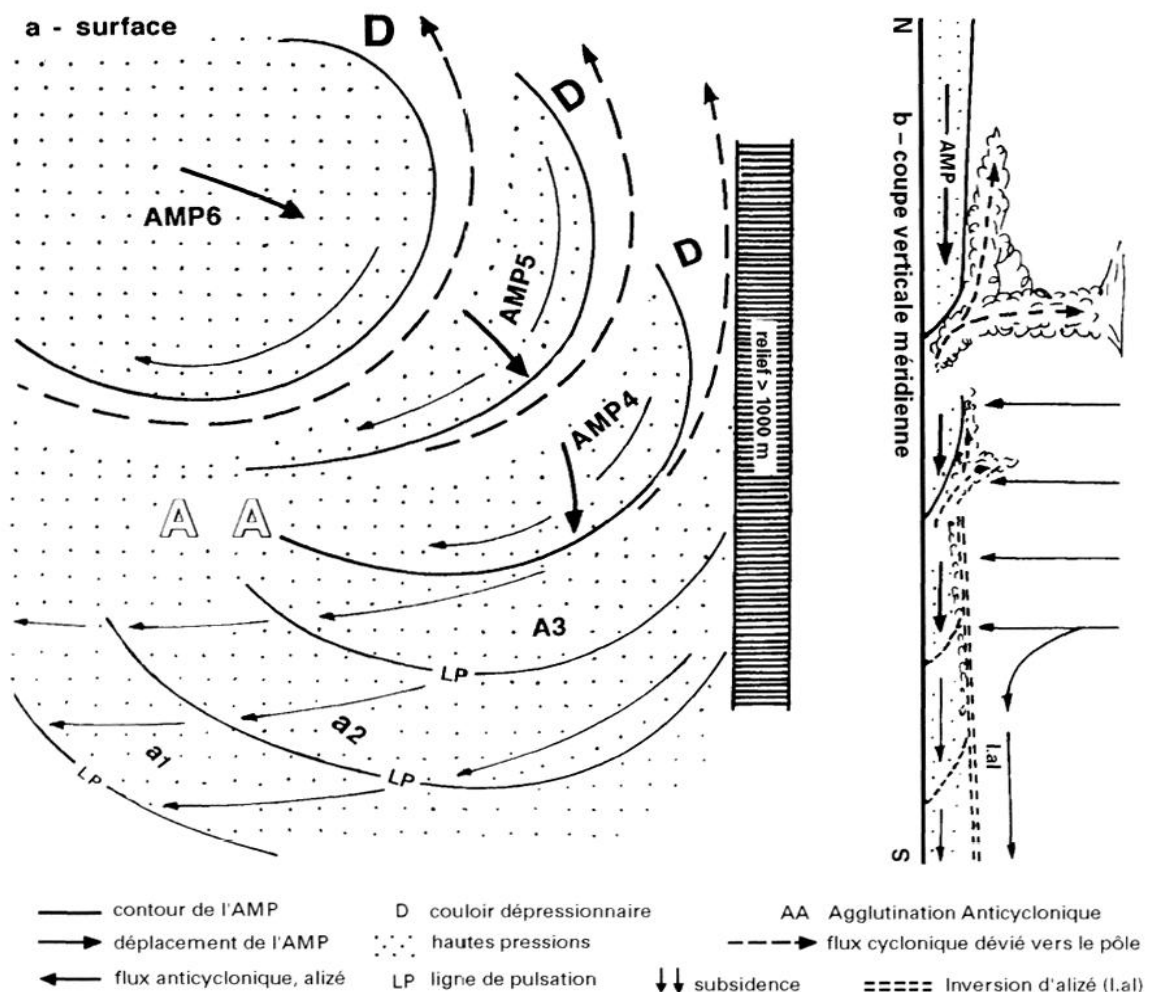 a - surface
D
D
D
AMP6
AMP5
AMP4
A A
A3
LP
a2
LP
a1
LP
relief > 1000 m
N
b – coupe verticale méridienne
S
AMP
I.al
contour de l'AMP
déplacement de l'AMP
flux anticyclonique, alizé
D couloir dépressionnaire
hautes pressions
LP ligne de pulsation
AA Agglutination Anticyclonique
flux cyclonique dévié vers le pôle
subsidence
Inversion d'alizé (I.al)